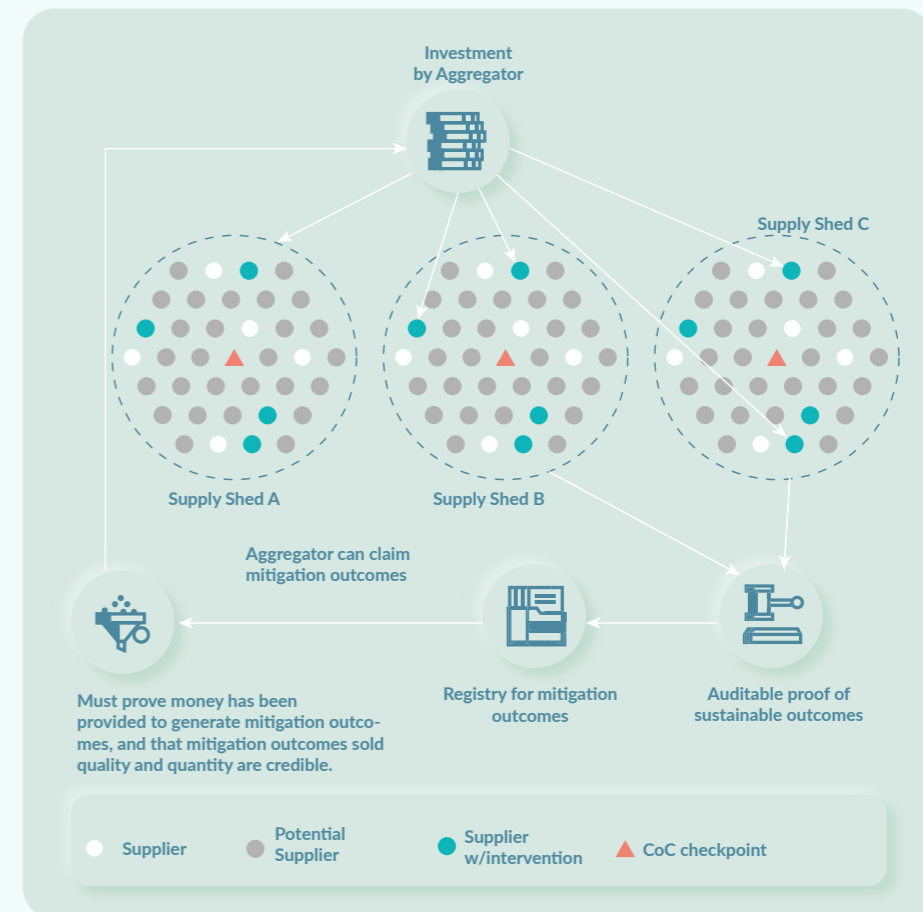 Investment
by Aggregator
Supply Shed C
Supply Shed A
Supply Shed B
Aggregator can claim
mitigation outcomes
Must prove money has been
provided to generate mitigation outco-
mes, and that mitigation outcomes sold
quality and quantity are credible.
Registry for mitigation
outcomes
Auditable proof of
sustainable outcomes
Supplier
Potential
Supplier
Supplier
w/intervention
CoC checkpoint